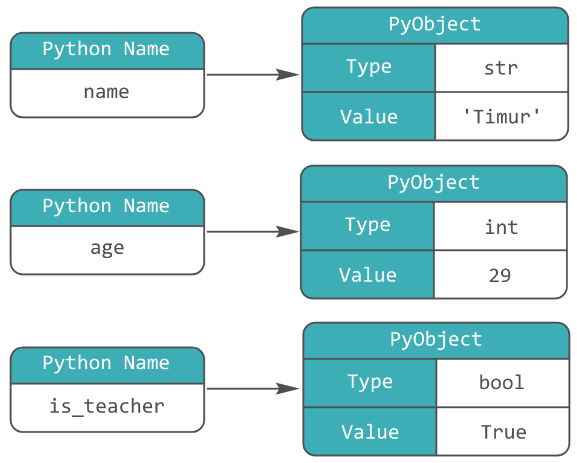 Python Name
name
PyObject
Type str
Value 'Timur'
Python Name
age
PyObject
Type int
Value 29
Python Name
is_teacher
PyObject
Type bool
Value True